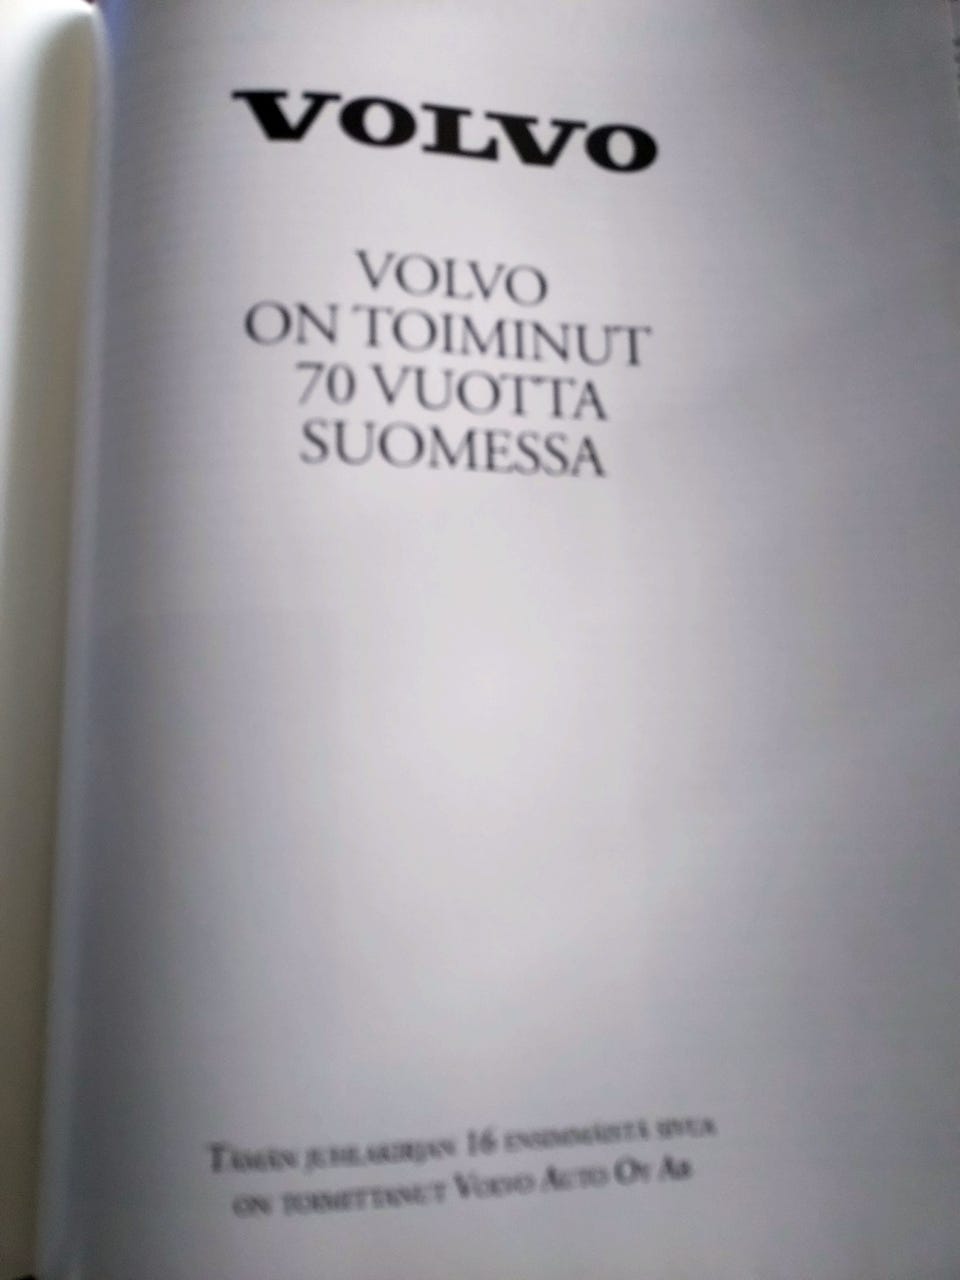 VOLVO
VOLVO
ON TOIMINUT
70 VUOTTA
SUOMESSA
TÄMÄN JUHLAKIRJAN 16 ENSIMMÄISTÄ SIVUA
ON TOIMITTANUT VOLVO AUTO OY AB